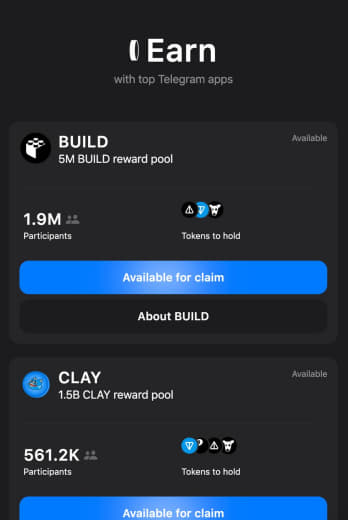 Earn
with top Telegram apps
BUILD
Available
5M BUILD reward pool
1.9M
Participants
Tokens to hold
Available for claim
About BUILD
CLAY
Available
1.5B CLAY reward pool
561.2K
Participants
Tokens to hold
Available for claim